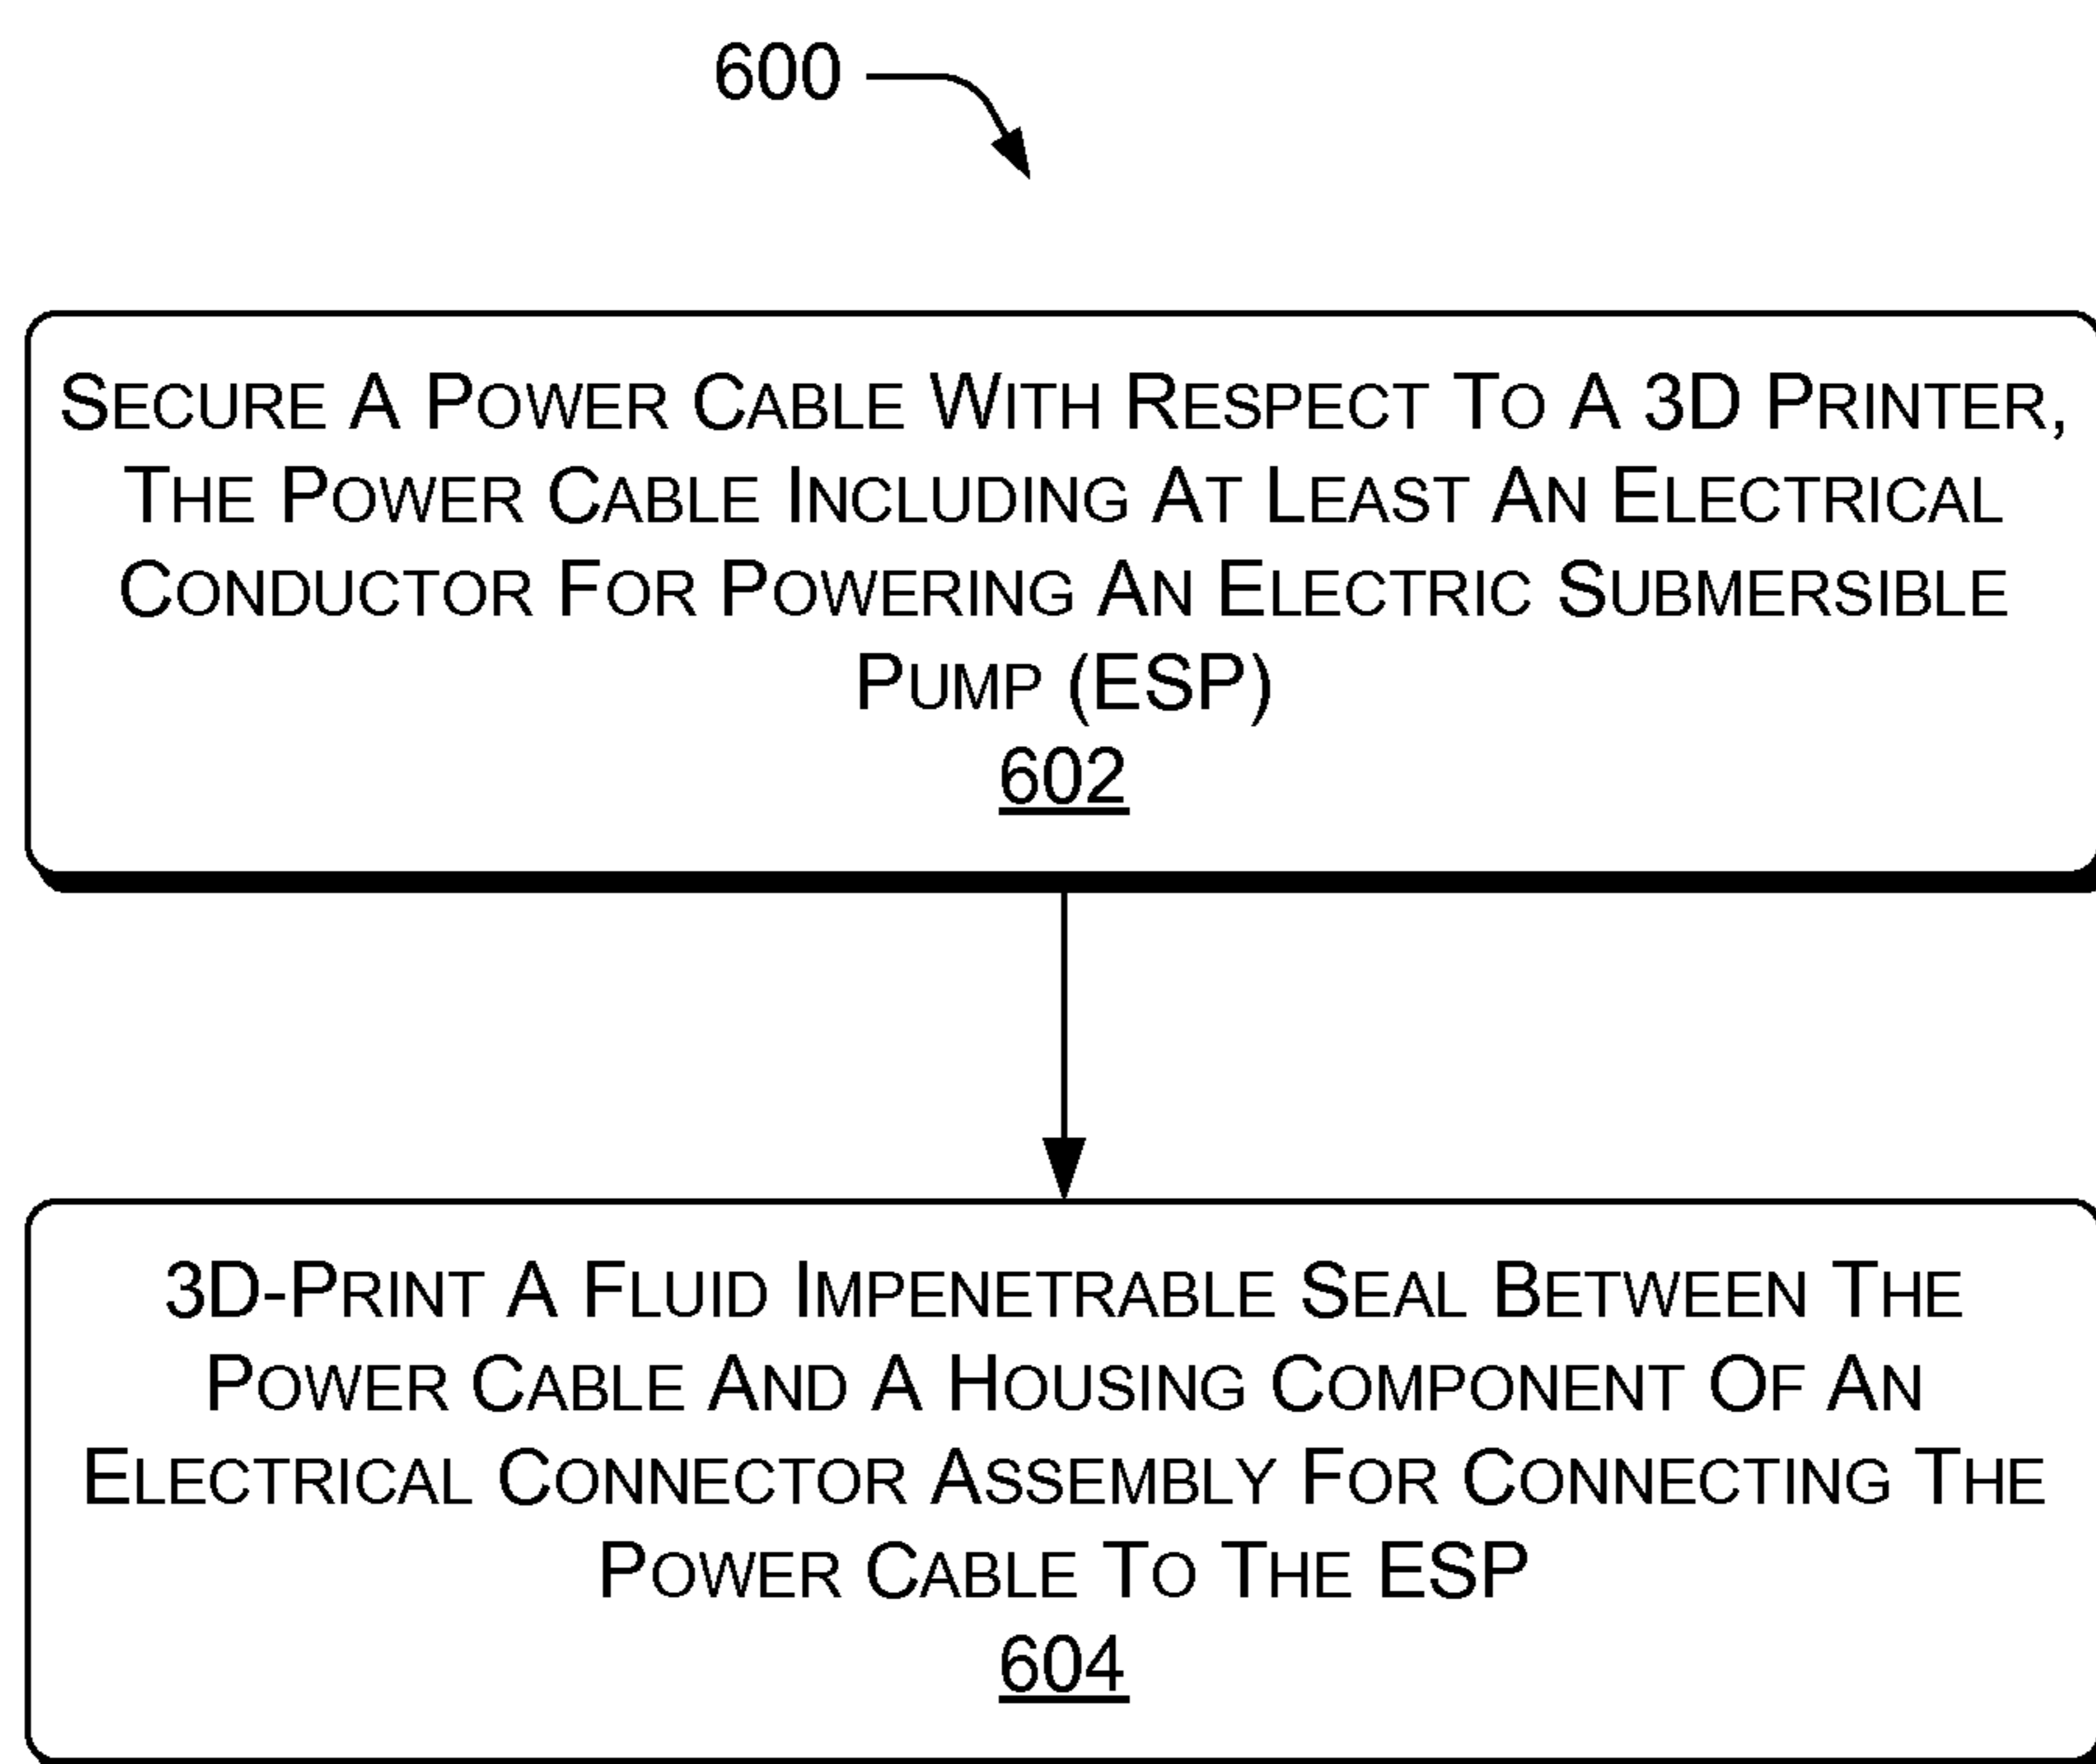 600
SECURE A POWER CABLE WITH RESPECT TO A 3D PRINTER,
THE POWER CABLE INCLUDING AT LEAST AN ELECTRICAL
CONDUCTOR FOR POWERING AN ELECTRIC SUBMERSIBLE
PUMP (ESP)
602
3D-PRINT A FLUID IMPENETRABLE SEAL BETWEEN THE
POWER CABLE AND A HOUSING COMPONENT OF AN
ELECTRICAL CONNECTOR ASSEMBLY FOR CONNECTING THE
POWER CABLE TO THE ESP
604